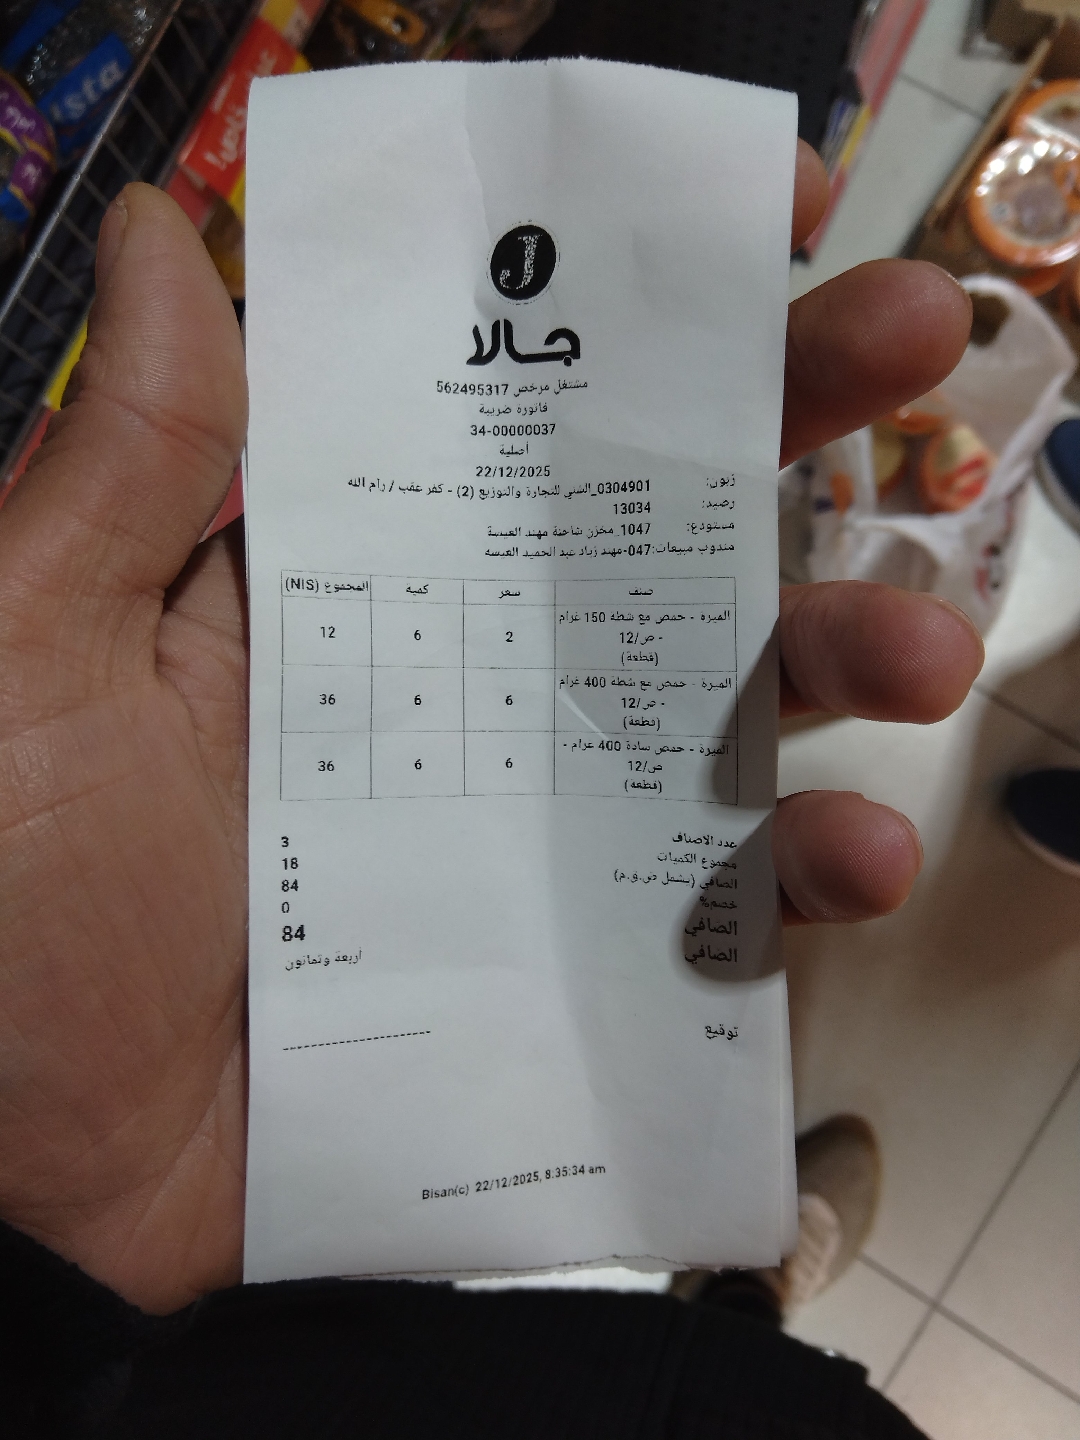 J
جالا
مشتغل مرخص 562495317
فاتورة ضريبة
34-00000037
أصلية
22/12/2025
زبون: 0304901_الشني للتجارة والتوزيع (2) - كفر عقب / رام الله
رصيد: 13034
مستودع: 1047_مخزن شاحنة مهند العبسة
مندوب مبيعات: 047-مهند زياد عبد الحميد العبسه
صنف سعر كمية المجموع (NIS)
الميرة - حمص مع شطه 150 غرام
- ص/12
(قطعة)
2 6 12
الميرة - حمص مع شطة 400 غرام
- ص/12
(قطعة)
6 6 36
الميرة - حمص سادة 400 غرام -
ص/12
(قطعة)
6 6 36
عدد الاصناف 3
مجموع الكميات 18
الصافي (يشمل ض.ق.م) 84
خصم% 0
الصافي 84
الصافي أربعة وثمانون
توقيع
Bisan(c) 22/12/2025, 8.35:34 am